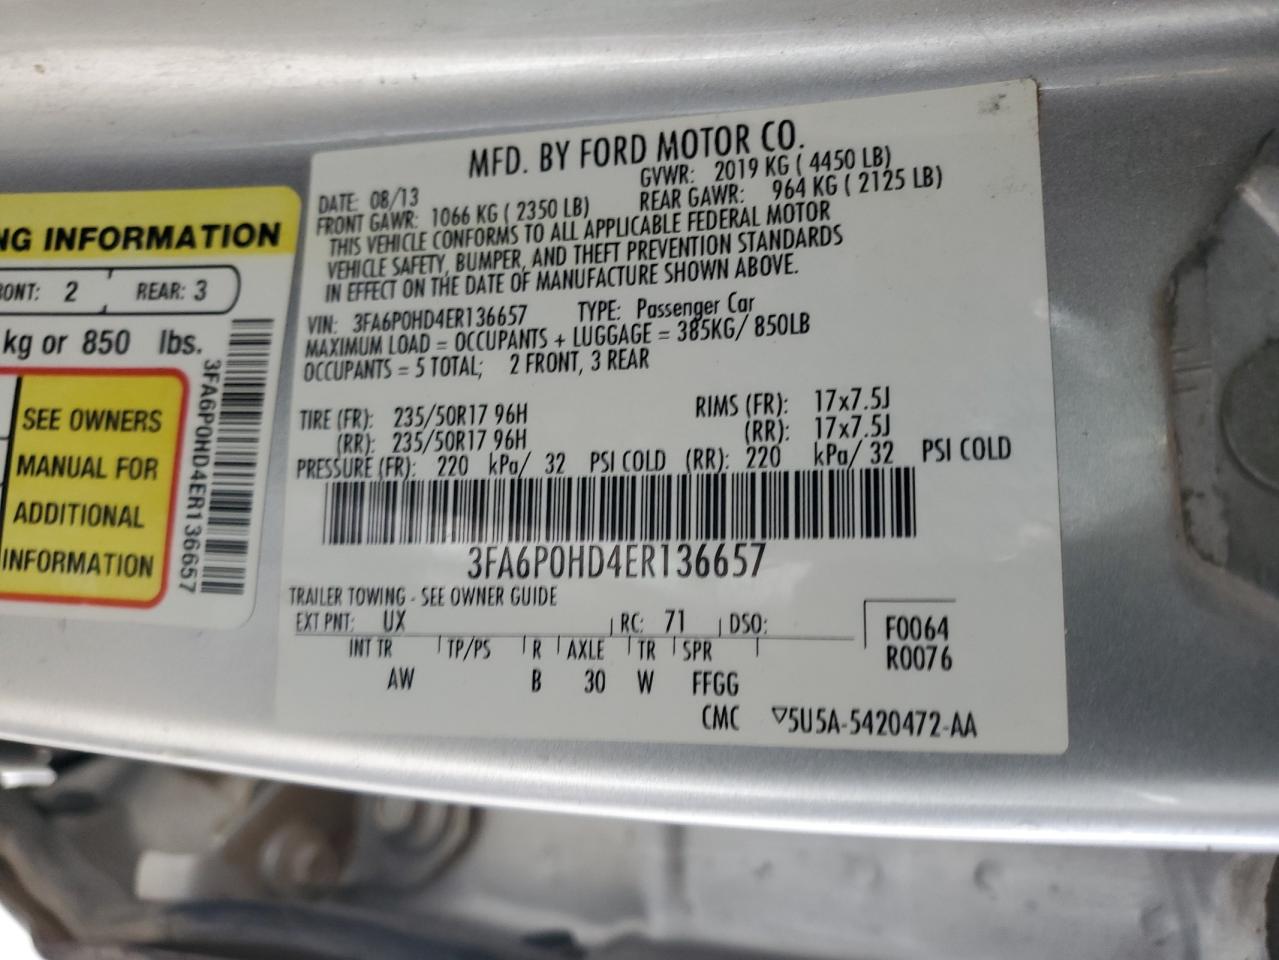 MFD. BY FORD MOTOR CO.
DATE: 08/13 GVWR: 2019 KG ( 4450 LB)
FRONT GAWR: 1066 KG ( 2350 LB) REAR GAWR: 964 KG ( 2125 LB)
THIS VEHICLE CONFORMS TO ALL APPLICABLE FEDERAL MOTOR
VEHICLE SAFETY, BUMPER, AND THEFT PREVENTION STANDARDS
IN EFFECT ON THE DATE OF MANUFACTURE SHOWN ABOVE.
VIN: 3FA6P0HD4ER136657 TYPE: Passenger Car
MAXIMUM LOAD = OCCUPANTS + LUGGAGE = 385KG/ 850LB
OCCUPANTS = 5 TOTAL; 2 FRONT, 3 REAR
TIRE (FR): 235/50R17 96H RIMS (FR): 17x7.5J
(RR): 235/50R17 96H (RR): 17x7.5J
PRESSURE (FR): 220 kPa/ 32 PSI COLD (RR): 220 kPa/ 32 PSI COLD
3FA6P0HD4ER136657
TRAILER TOWING - SEE OWNER GUIDE
EXT PNT: UX RC: 71 DSO: F0064
INT TR TP/PS R AXLE TR SPR R0076
AW B 30 W FFGG
CMC ▽5U5A-5420472-AA
NG INFORMATION
ONT: 2 REAR: 3
kg or 850 lbs.
SEE OWNERS
MANUAL FOR
ADDITIONAL
INFORMATION
3FA6P0HD4ER136657